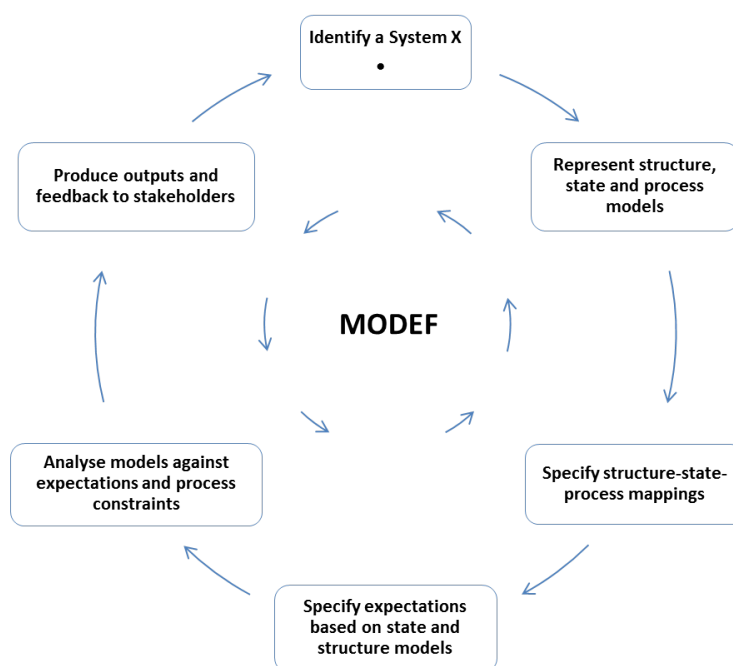 Identify a System X
•
Represent structure,
state and process
models
Specify structure-state-
process mappings
Specify expectations
based on state and
structure models
Analyse models against
expectations and process
constraints
Produce outputs and
feedback to stakeholders
MODEF